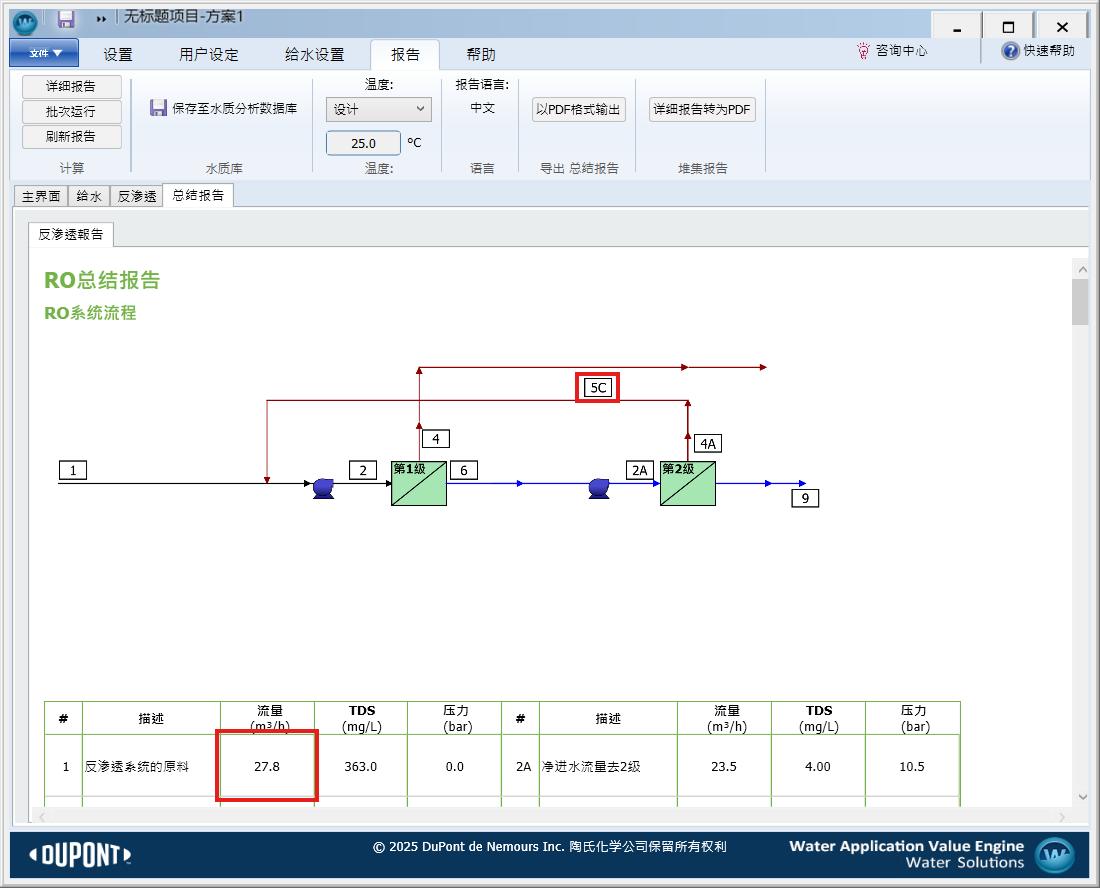 无标题项目-方案1
文件
设置
用户设定
给水设置
报告
帮助
咨询中心
快速帮助
详细报告
批次运行
刷新报告
计算
保存至水质分析数据库
水质库
温度:
设计
25.0
ºC
温度:
报告语言:
中文
语言
以PDF格式输出
导出 总结报告
详细报告转为PDF
堆集报告
主界面
给水
反渗透
总结报告
反渗透報告
RO总结报告
RO系统流程
5C
4
4A
1
2
第1级
6
2A
第2级
9
# 描述 流量 (m³/h) TDS (mg/L) 压力 (bar) # 描述 流量 (m³/h) TDS (mg/L) 压力 (bar)
1 反渗透系统的原料 27.8 363.0 0.0 2A 净进水流量去2级 23.5 4.00 10.5
DUPONT
© 2025 DuPont de Nemours Inc. 陶氏化学公司保留所有权利
Water Application Value Engine
Water Solutions
W